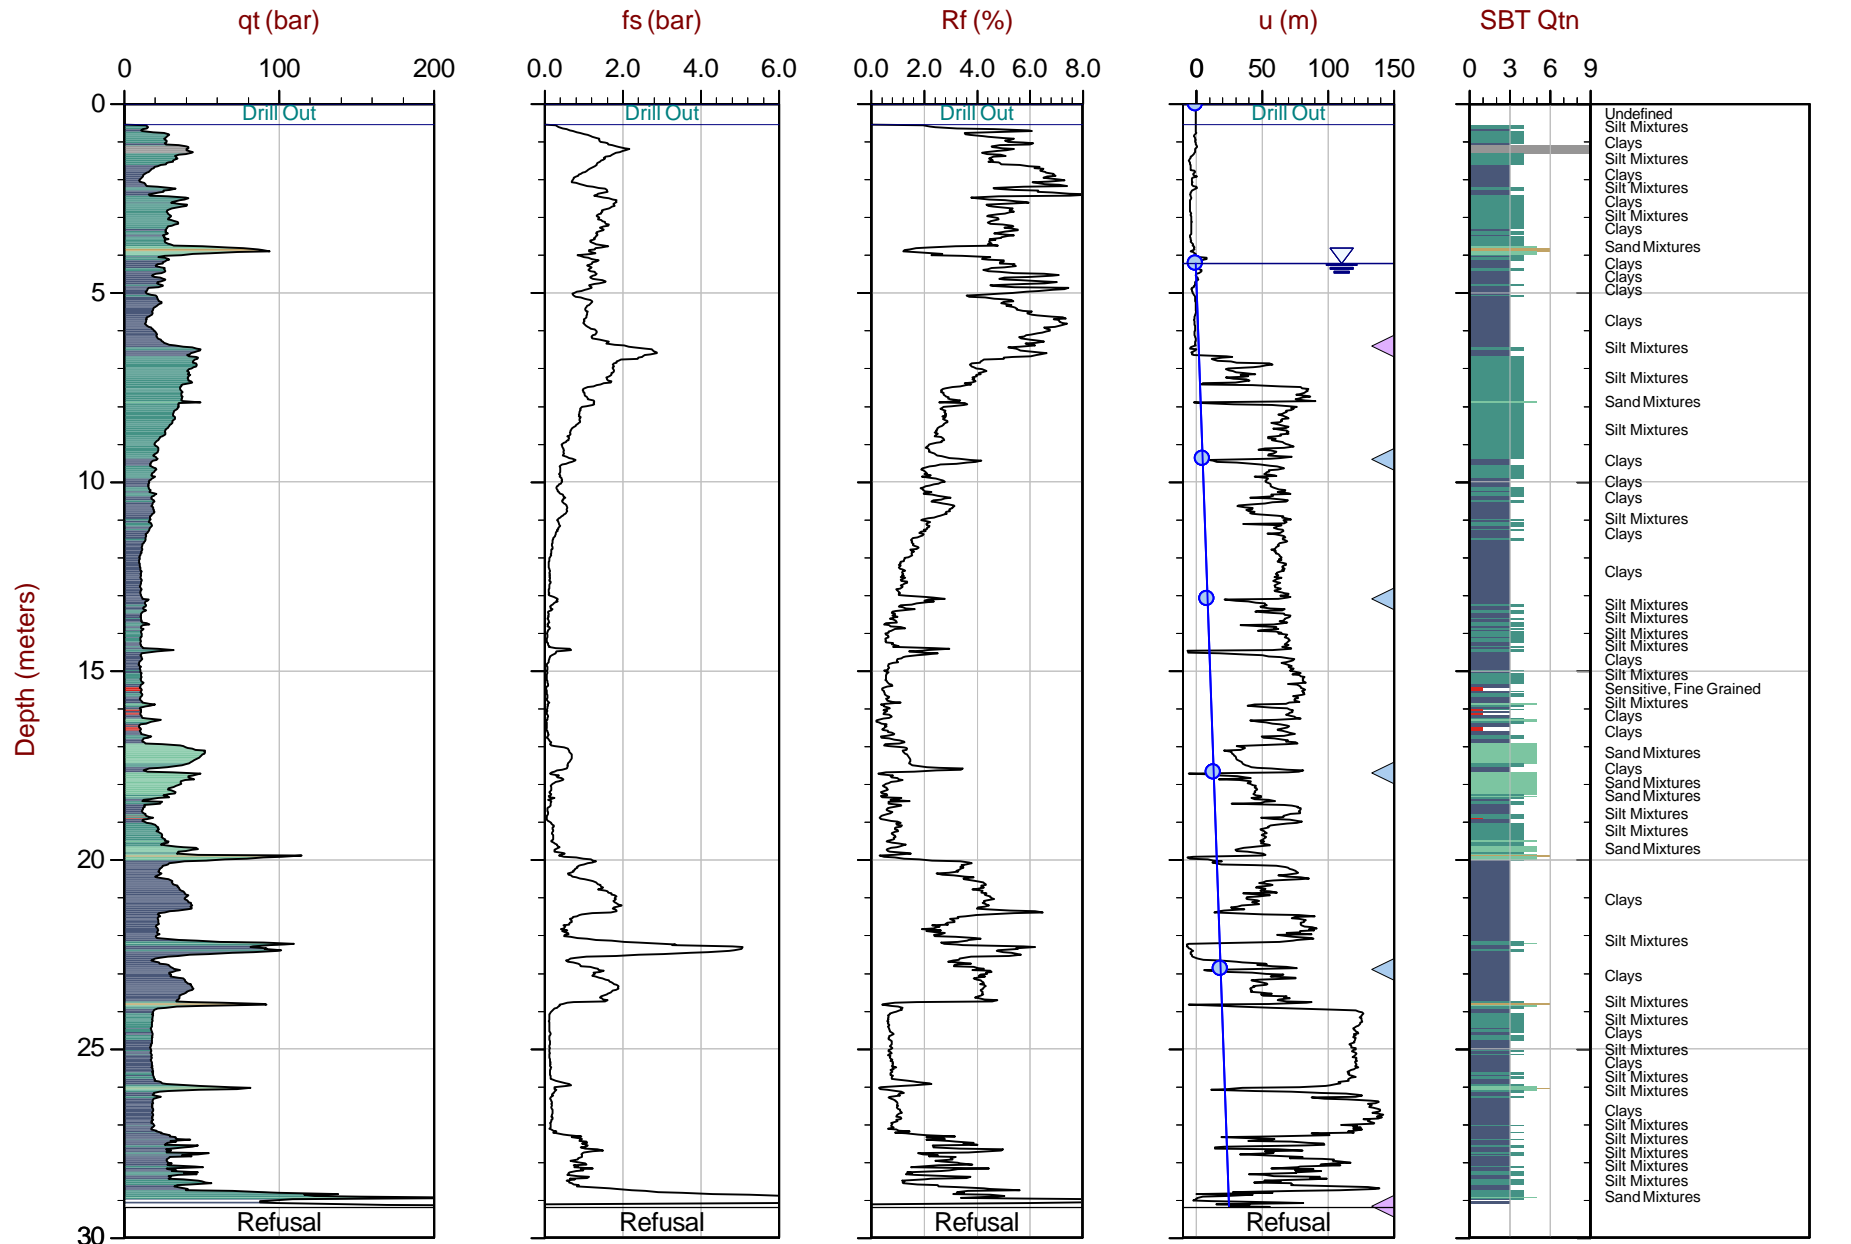 qt (bar) fs (bar) Rf (%) u (m) SBT Qtn
0 100 200 0.0 2.0 4.0 6.0 0.0 2.0 4.0 6.0 8.0 0 50 100 150 0 3 6 9
Depth (meters)
0
5
10
15
20
25
30
Drill Out Drill Out Drill Out Drill Out
Undefined
Silt Mixtures
Clays
Silt Mixtures
Clays
Silt Mixtures
Clays
Silt Mixtures
Clays
Sand Mixtures
Clays
Clays
Clays
Clays
Silt Mixtures
Silt Mixtures
Sand Mixtures
Silt Mixtures
Clays
Clays
Clays
Silt Mixtures
Clays
Clays
Silt Mixtures
Silt Mixtures
Silt Mixtures
Silt Mixtures
Clays
Silt Mixtures
Sensitive, Fine Grained
Silt Mixtures
Clays
Clays
Sand Mixtures
Clays
Sand Mixtures
Sand Mixtures
Silt Mixtures
Silt Mixtures
Sand Mixtures
Clays
Silt Mixtures
Clays
Silt Mixtures
Silt Mixtures
Clays
Silt Mixtures
Clays
Silt Mixtures
Silt Mixtures
Clays
Silt Mixtures
Silt Mixtures
Silt Mixtures
Silt Mixtures
Silt Mixtures
Sand Mixtures
Refusal Refusal Refusal Refusal